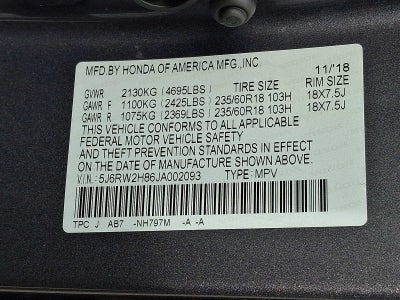 MFD.BY HONDA OF AMERICA MFG.,INC.
11/'18
GVWR 2130KG (4695LBS) TIRE SIZE RIM SIZE
GAWR F 1100KG (2425LBS) 235/60R18 103H 18X7.5J
GAWR R 1075KG (2369LBS) 235/60R18 103H 18X7.5J
THIS VEHICLE CONFORMS TO ALL APPLICABLE
FEDERAL MOTOR VEHICLE SAFETY, BUMPER,
AND THEFT PREVENTION STANDARDS IN EFFECT
ON THE DATE OF MANUFACTURE SHOWN ABOVE.
V.I.N.: 5J6RW2H86JA002093 TYPE: MPV
TPC J AB7 -NH797M -A -A